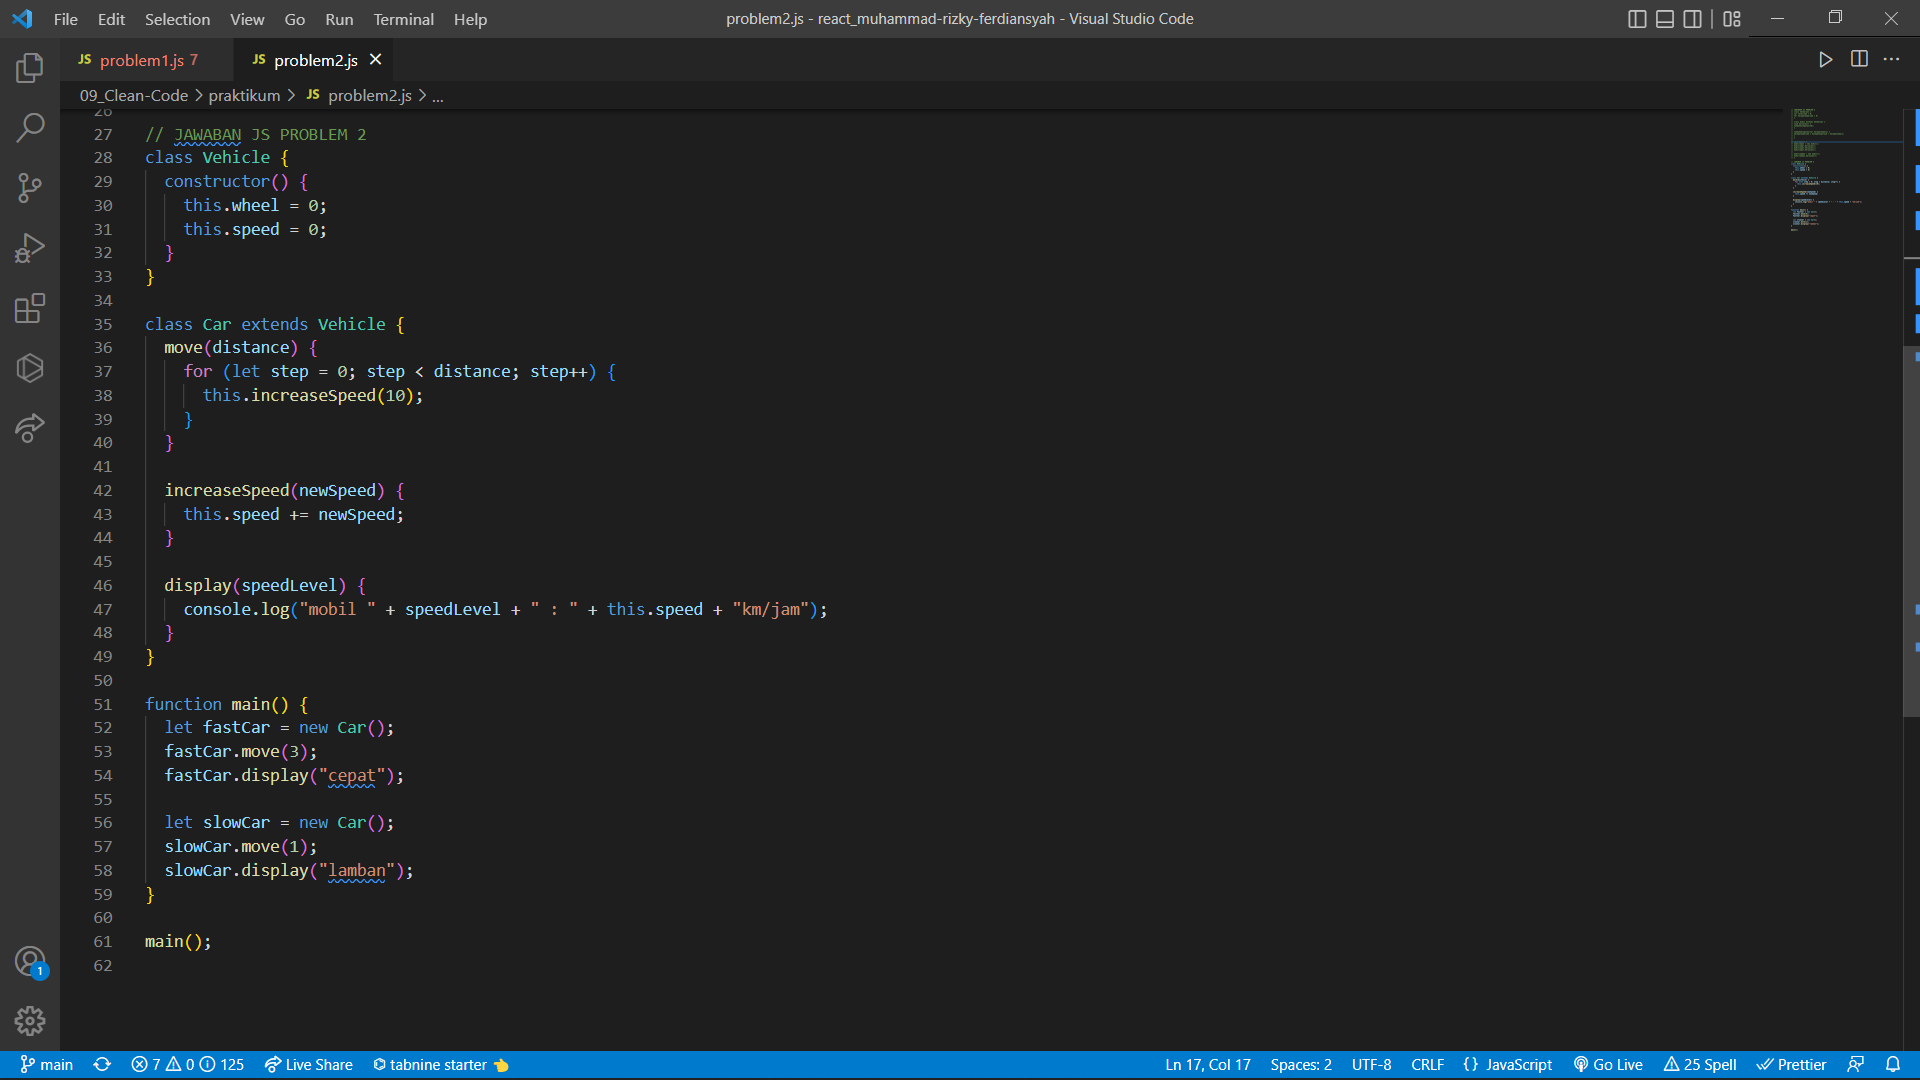 File Edit Selection View Go Run Terminal Help
problem2.js - react_muhammad-rizky-ferdiansyah - Visual Studio Code
JS problem1.js 7
JS problem2.js
09_Clean-Code > praktikum > JS problem2.js > ...
26
27 // JAWABAN JS PROBLEM 2
28 class Vehicle {
29 constructor() {
30 this.wheel = 0;
31 this.speed = 0;
32 }
33 }
34
35 class Car extends Vehicle {
36 move(distance) {
37 for (let step = 0; step < distance; step++) {
38 this.increaseSpeed(10);
39 }
40 }
41
42 increaseSpeed(newSpeed) {
43 this.speed += newSpeed;
44 }
45
46 display(speedLevel) {
47 console.log("mobil " + speedLevel + " : " + this.speed + "km/jam");
48 }
49 }
50
51 function main() {
52 let fastCar = new Car();
53 fastCar.move(3);
54 fastCar.display("cepat");
55
56 let slowCar = new Car();
57 slowCar.move(1);
58 slowCar.display("lamban");
59 }
60
61 main();
62
1
main 7 0 125 Live Share tabnine starter Ln 17, Col 17 Spaces: 2 UTF-8 CRLF {} JavaScript Go Live 25 Spell Prettier